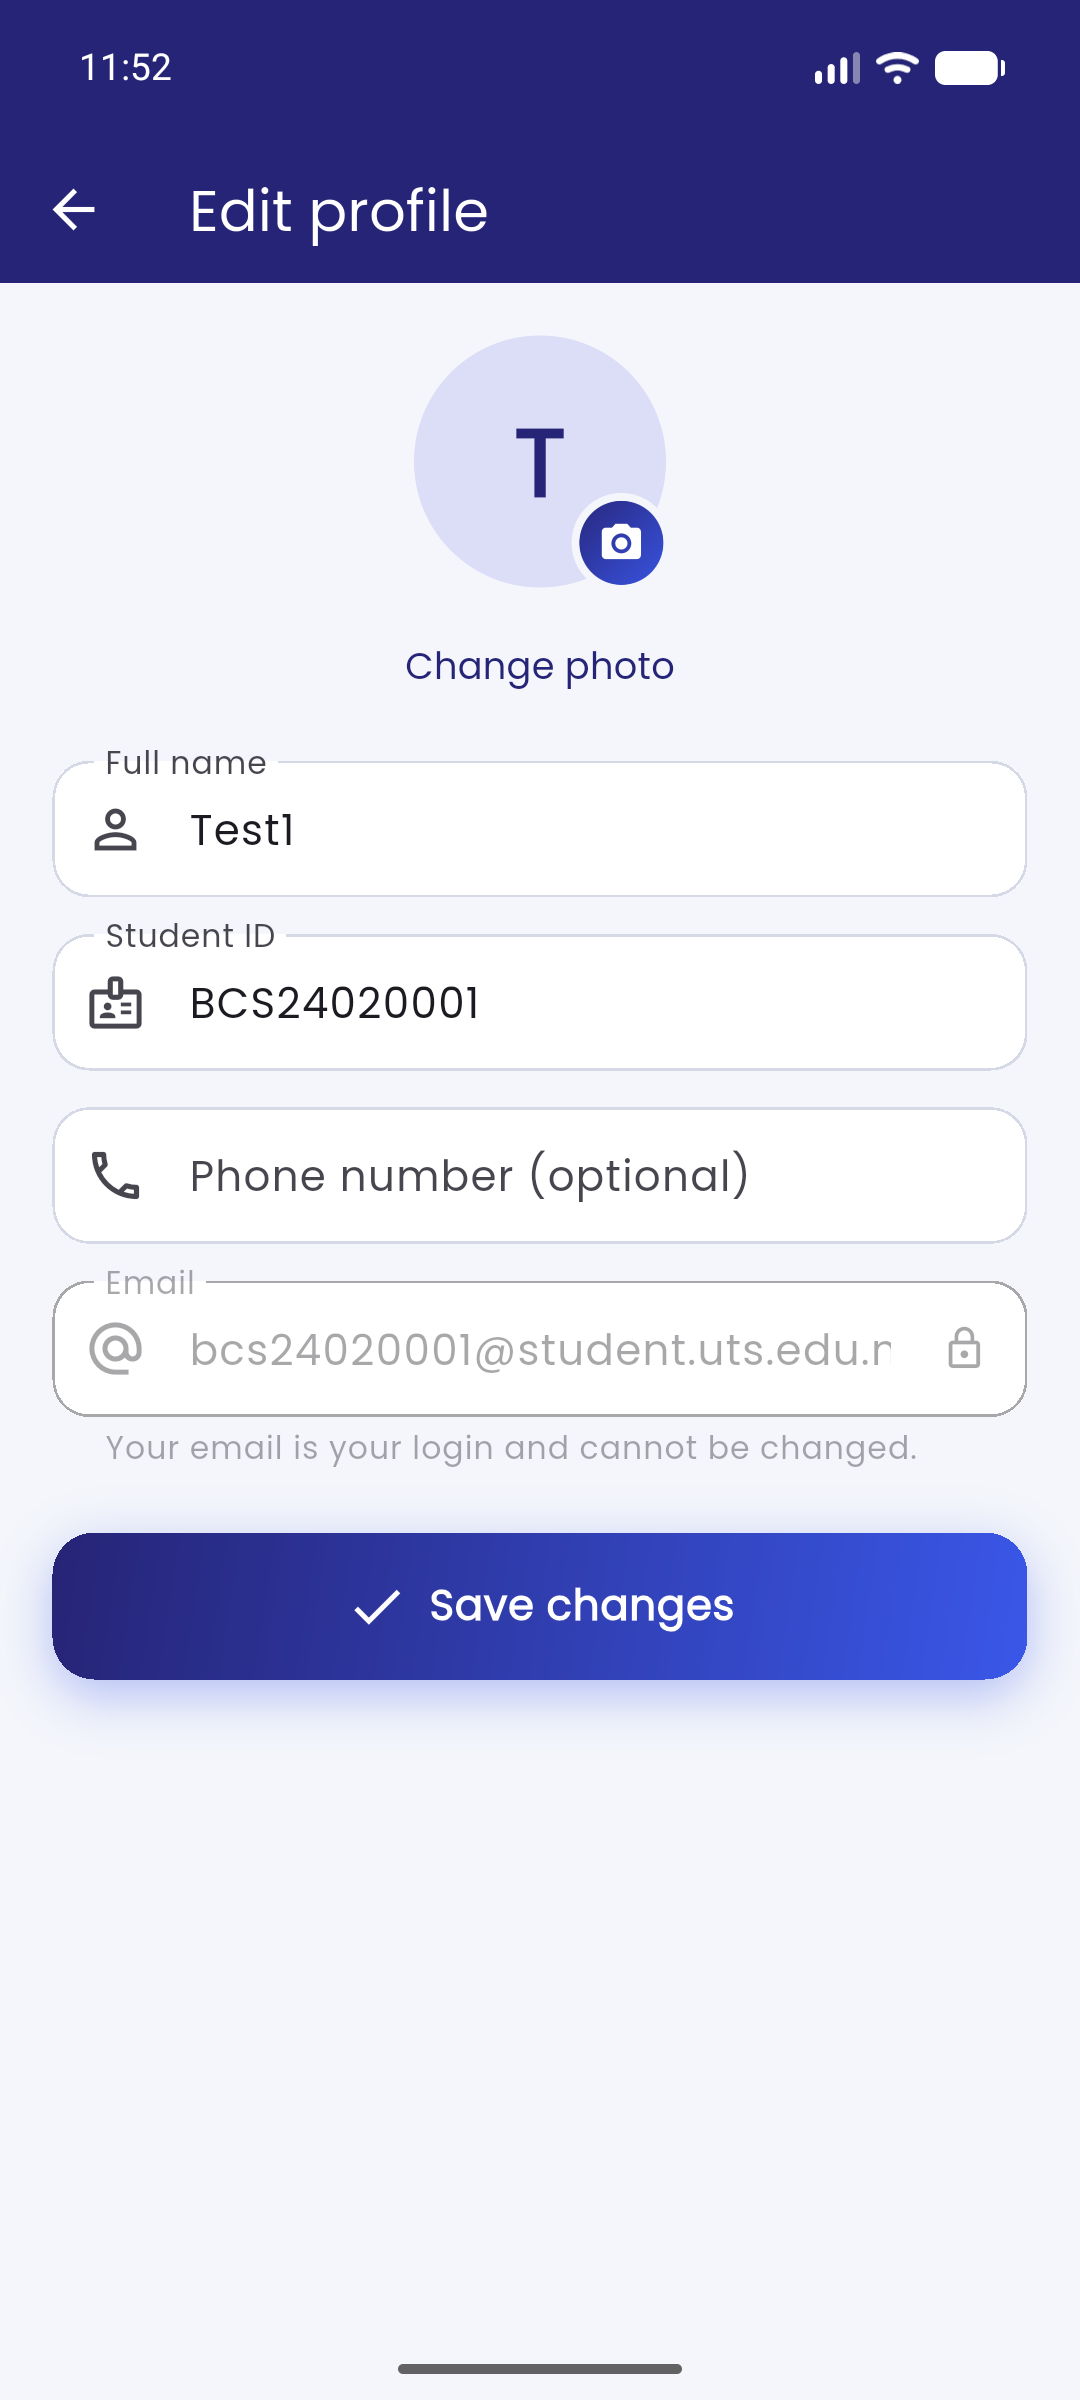 11:52
Edit profile
T
Change photo
Full name
Test1
Student ID
BCS24020001
Phone number (optional)
Email
bcs24020001@student.uts.edu.
Your email is your login and cannot be changed.
Save changes